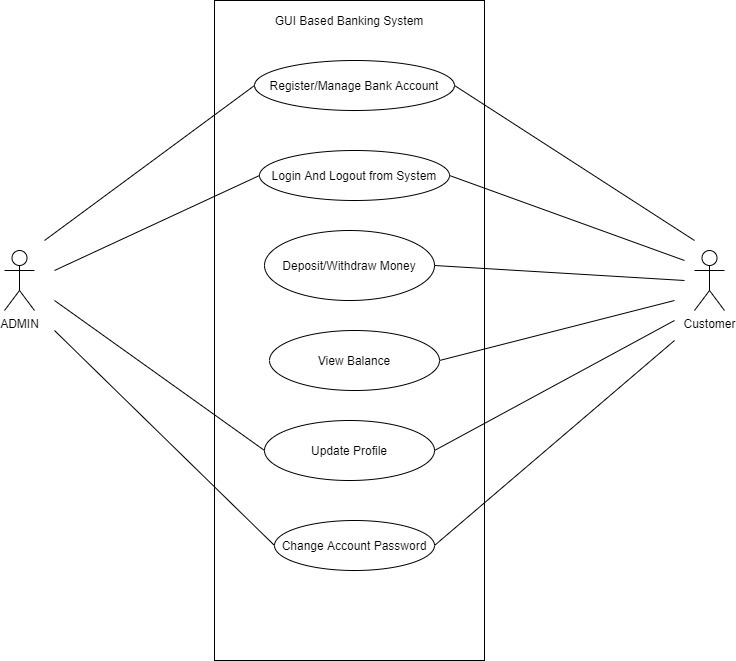 GUI Based Banking System
Register/Manage Bank Account
Login And Logout from System
Deposit/Withdraw Money
ADMIN
Customer
View Balance
Update Profile
Change Account Password